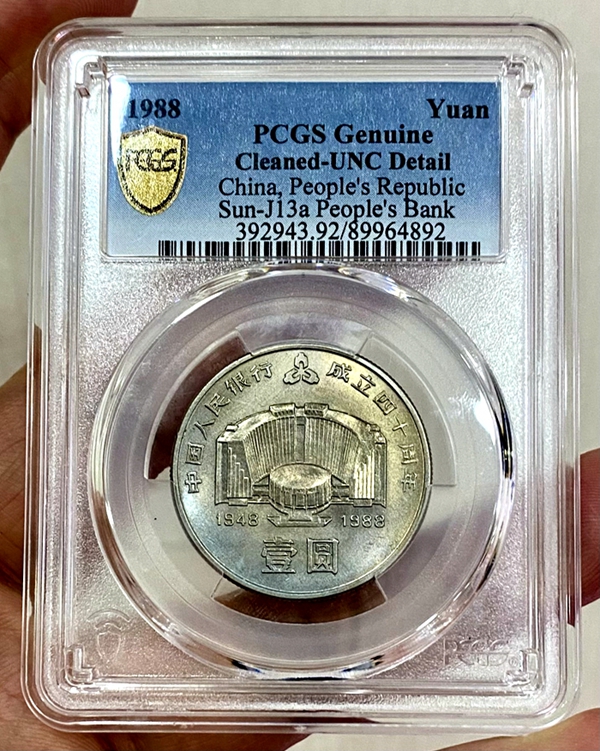 1988 Yuan
PCGS
PCGS Genuine
Cleaned-UNC Detail
China, People's Republic
Sun-J13a People's Bank
392943.92/89964892
中国人民银行 成立四十周年
1948 1988
壹圆
PCGS